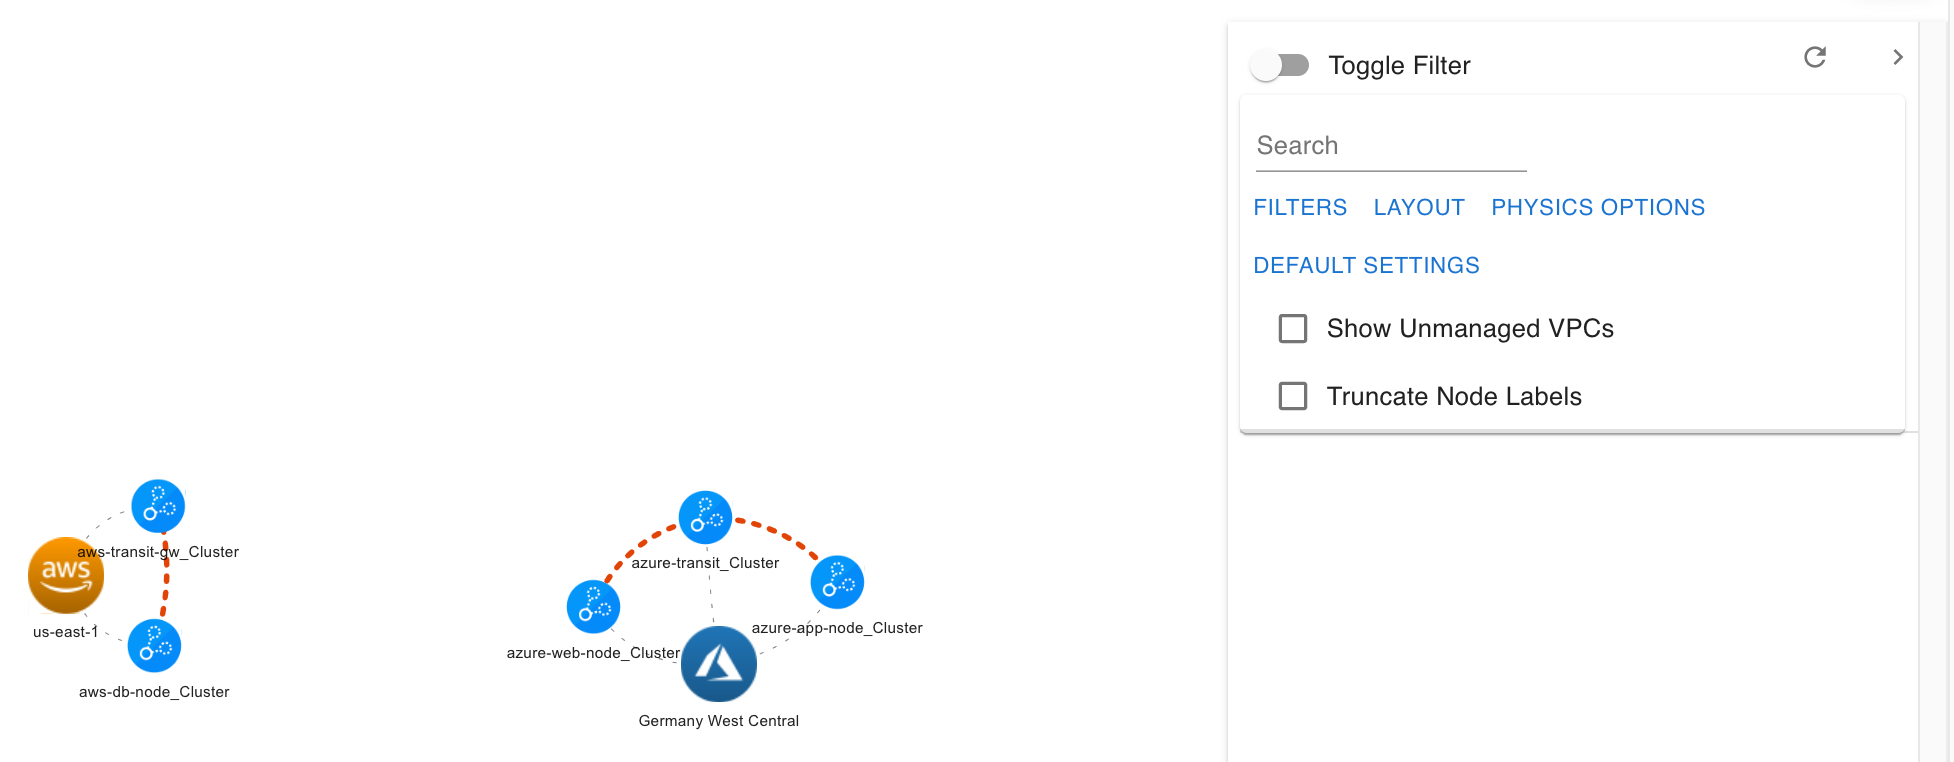 Toggle Filter
Search
FILTERS LAYOUT PHYSICS OPTIONS
DEFAULT SETTINGS
Show Unmanaged VPCs
Truncate Node Labels
aws-transit-gw_Cluster
aws
us-east-1
aws-db-node_Cluster
azure-transit_Cluster
azure-app-node_Cluster
azure-web-node_Cluster
Germany West Central